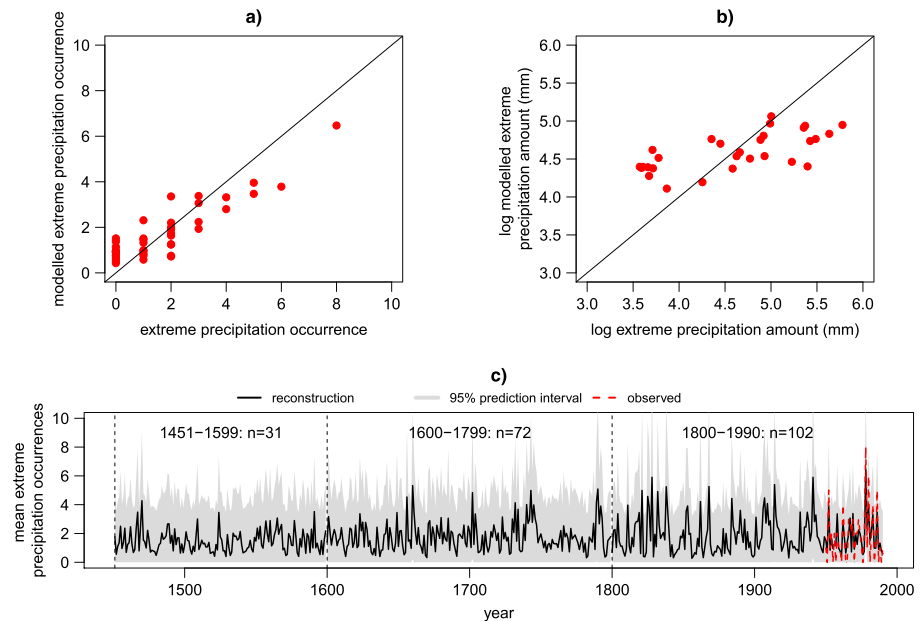 a)
modelled extreme precipitation occurrence
10
8
6
4
2
0
0 2 4 6 8 10
extreme precipitation occurrence
b)
log modelled extreme
precipitation amount (mm)
6.0
5.5
5.0
4.5
4.0
3.5
3.0
3.0 3.5 4.0 4.5 5.0 5.5 6.0
log extreme precipitation amount (mm)
c)
reconstruction 95% prediction interval observed
mean extreme
precipitation occurrences
10
8
6
4
2
0
1451−1599: n=31 1600−1799: n=72 1800−1990: n=102
1500 1600 1700 1800 1900 2000
year